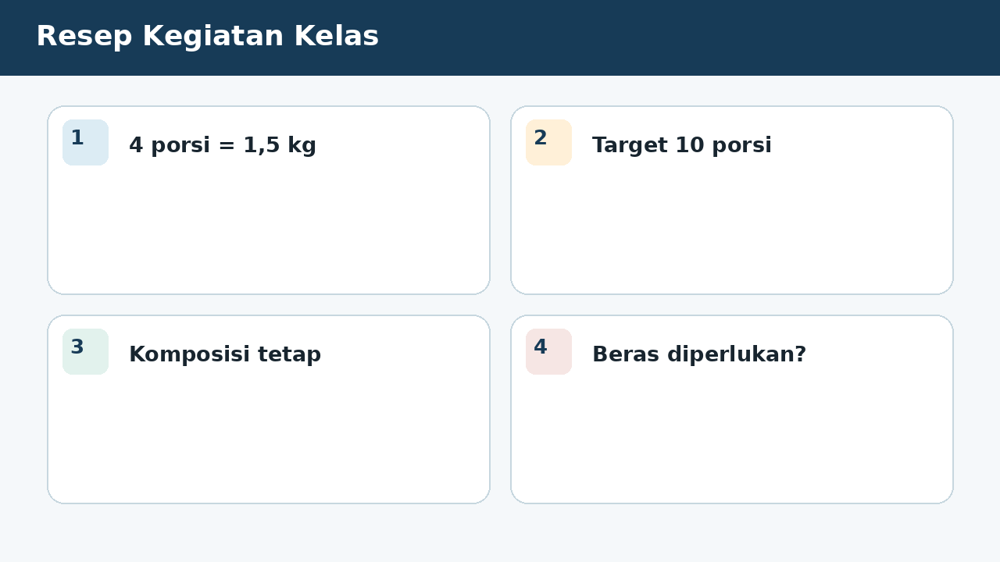 Resep Kegiatan Kelas
1
4 porsi = 1,5 kg
2
Target 10 porsi
3
Komposisi tetap
4
Beras diperlukan?